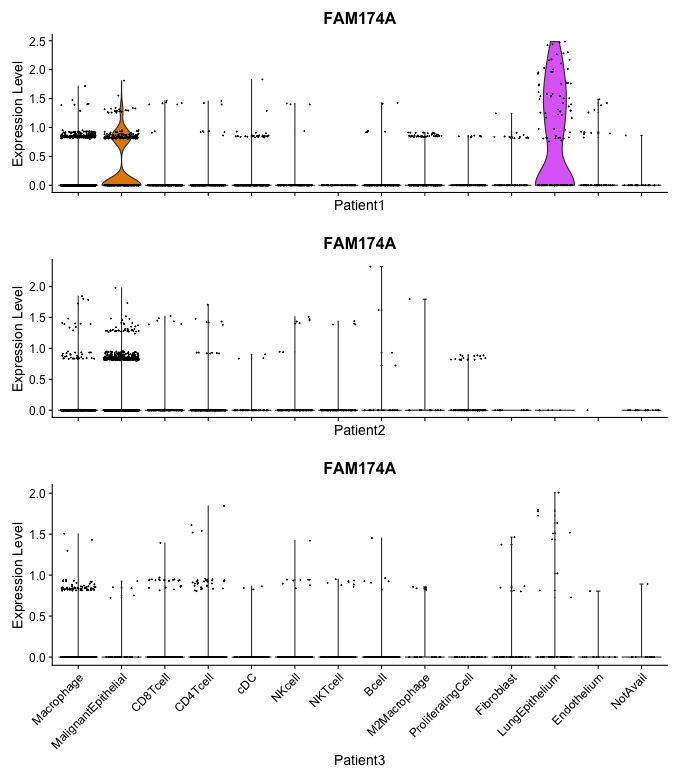 FAM174A
Expression Level
2.5
2.0
1.5
1.0
0.5
0.0
Patient1
FAM174A
Expression Level
2.0
1.5
1.0
0.5
0.0
Patient2
FAM174A
Expression Level
2.0
1.5
1.0
0.5
0.0
Macrophage
MalignantEpithelial
CD8Tcell
CD4Tcell
cDC
NKcell
NKTcell
Bcell
M2Macrophage
ProliferatingCell
Fibroblast
LungEpithelium
Endothelium
NotAvail
Patient3